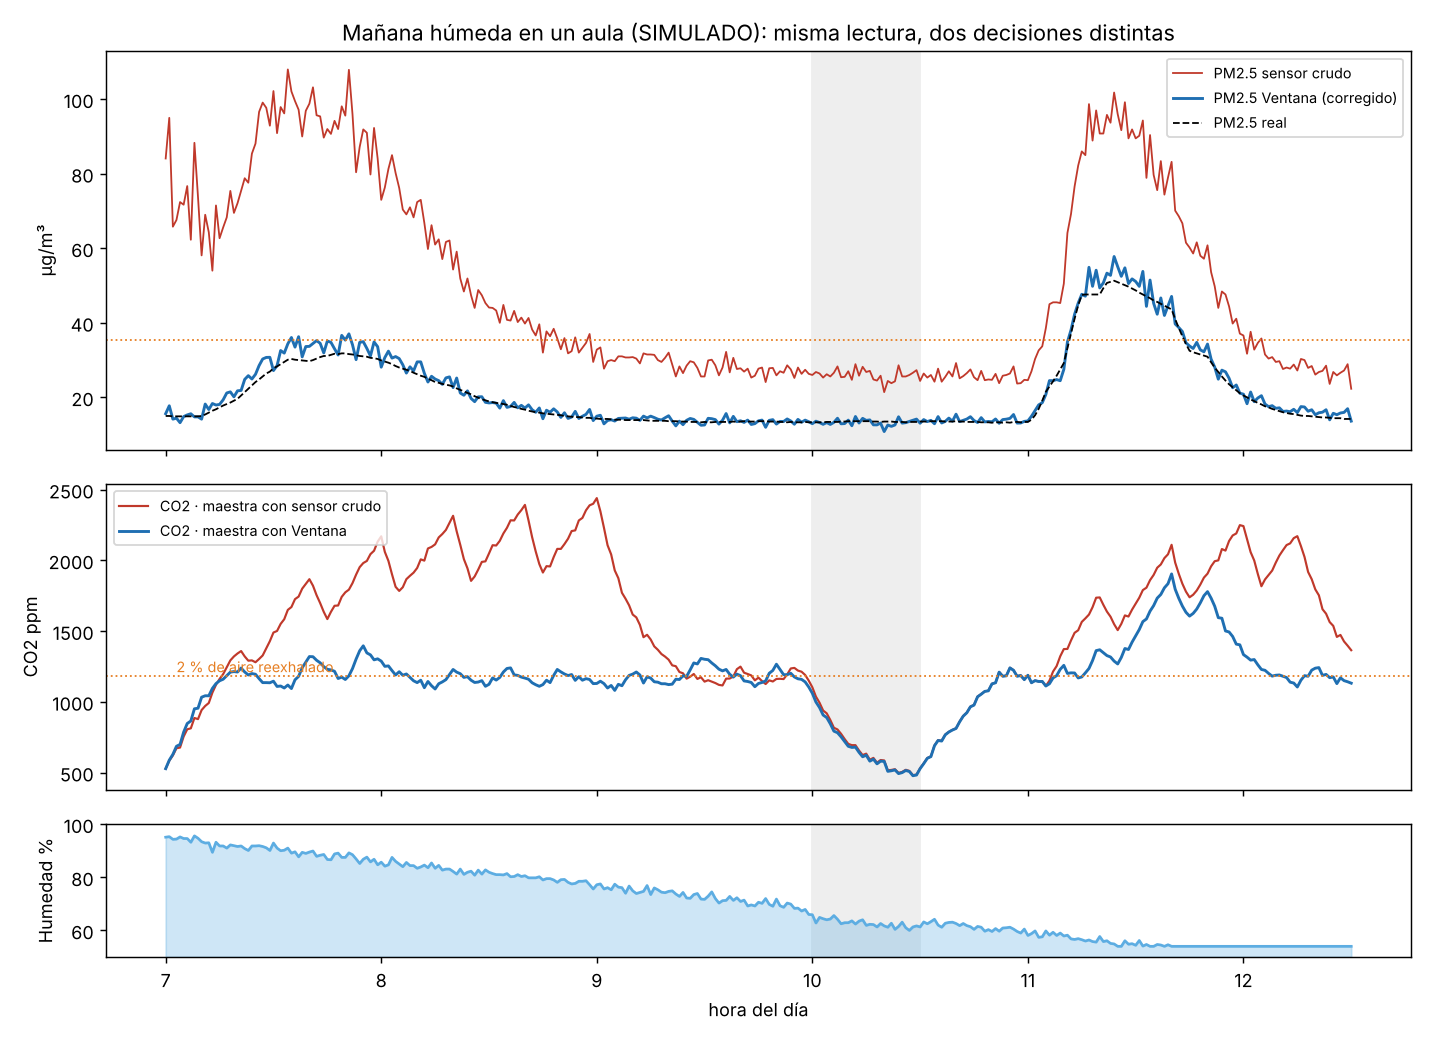 Mañana húmeda en un aula (SIMULADO): misma lectura, dos decisiones distintas
PM2.5 sensor crudo
PM2.5 Ventana (corregido)
PM2.5 real
µg/m³
100
80
60
40
20
CO2 · maestra con sensor crudo
CO2 · maestra con Ventana
2 % de aire reexhalado
CO2 ppm
2500
2000
1500
1000
500
Humedad %
100
80
60
7 8 9 10 11 12
hora del día